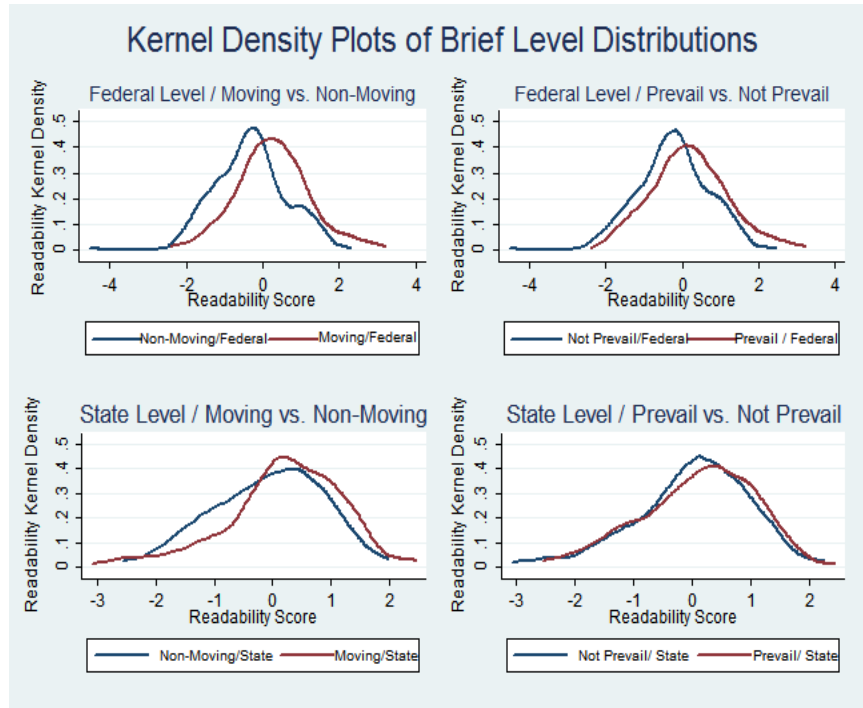 Kernel Density Plots of Brief Level Distributions
Federal Level / Moving vs. Non-Moving
Readability Kernel Density
.5
.4
.3
.2
.1
0
-4 -2 0 2 4
Readability Score
Non-Moving/Federal Moving/Federal
Federal Level / Prevail vs. Not Prevail
Readability Kernel Density
.5
.4
.3
.2
.1
0
-4 -2 0 2 4
Readability Score
Not Prevail/Federal Prevail / Federal
State Level / Moving vs. Non-Moving
Readability Kernel Density
.5
.4
.3
.2
.1
0
-3 -2 -1 0 1 2
Readability Score
Non-Moving/State Moving/State
State Level / Prevail vs. Not Prevail
Readability Kernel Density
.5
.4
.3
.2
.1
0
-3 -2 -1 0 1 2
Readability Score
Not Prevail/ State Prevail/ State